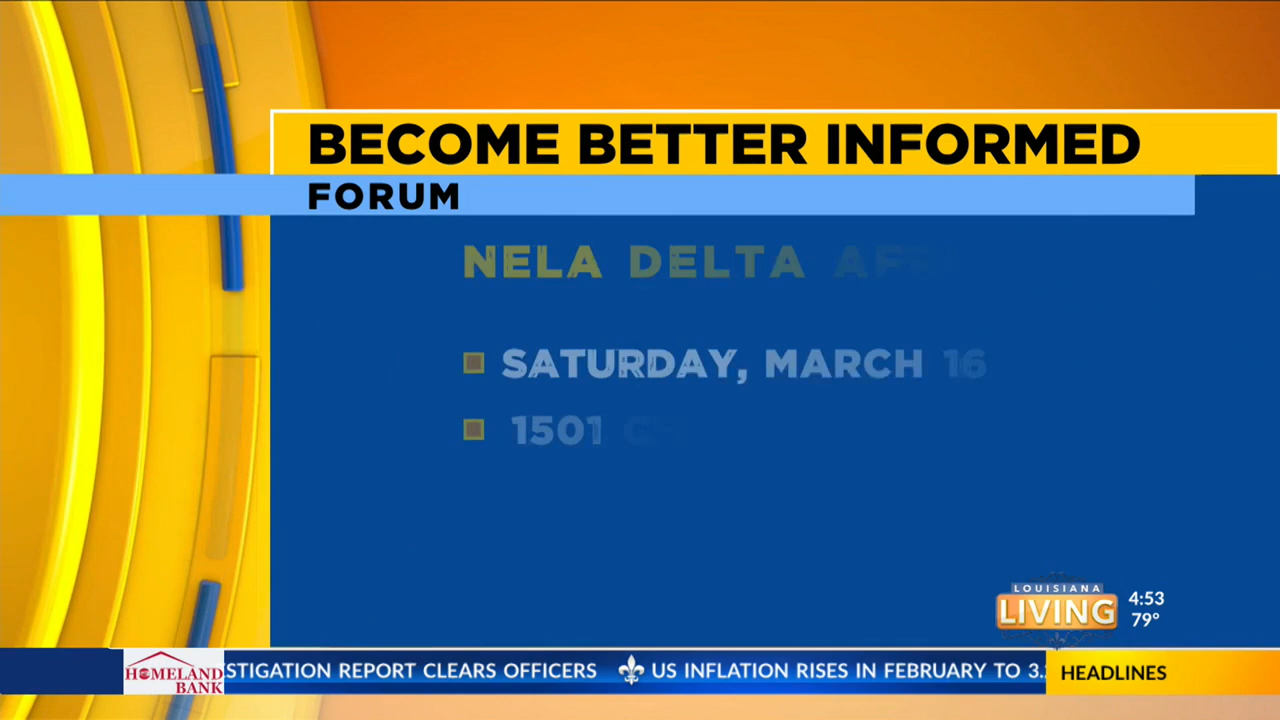 BECOME BETTER INFORMED
FORUM
NELA DELTA
SATURDAY, MARCH 16
1501
LOUISIANA
LIVING
4:53
79°
HOMELAND
BANK
STIGATION REPORT CLEARS OFFICERS US INFLATION RISES IN FEBRUARY TO 3.
HEADLINES